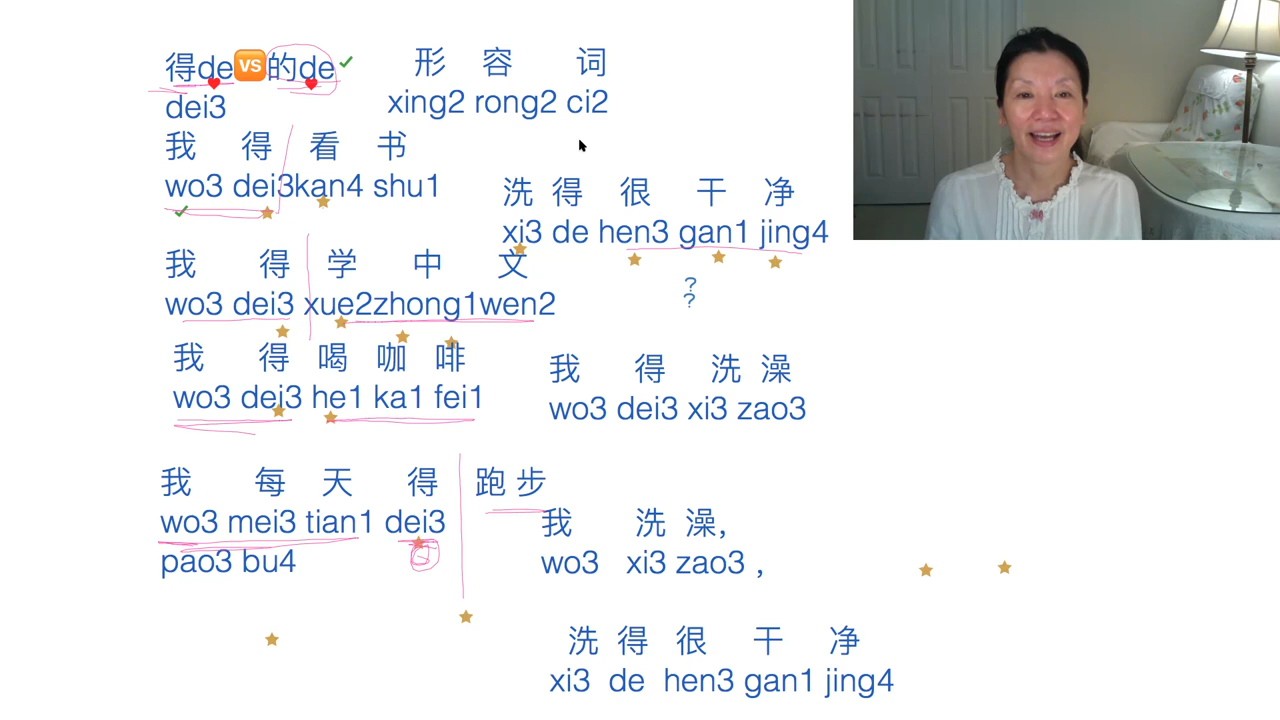 得de VS 的de
dei3
形 容 词
xing2 rong2 ci2
我 得 看 书
wo3 dei3kan4 shu1
洗 得 很 干 净
xi3 de hen3 gan1 jing4
?
?
我 得 学 中 文
wo3 dei3 xue2zhong1wen2
我 得 喝 咖 啡
wo3 dei3 he1 ka1 fei1
我 得 洗 澡
wo3 dei3 xi3 zao3
我 每 天 得 跑 步
wo3 mei3 tian1 dei3
pao3 bu4
我 洗 澡，
wo3 xi3 zao3 ，
洗 得 很 干 净
xi3 de hen3 gan1 jing4